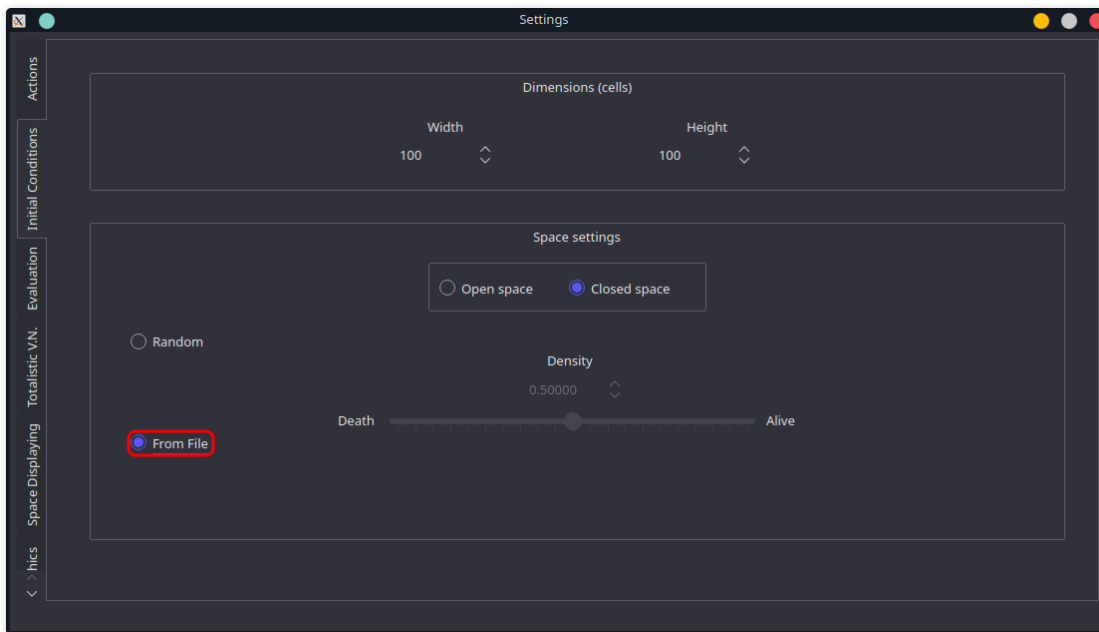 Settings
Actions
Initial Conditions
Evaluation
Totalistic V.N.
Space Displaying
hics
Dimensions (cells)
Width
Height
100
100
Space settings
Open space
Closed space
Random
Density
0.50000
Death
Alive
From File